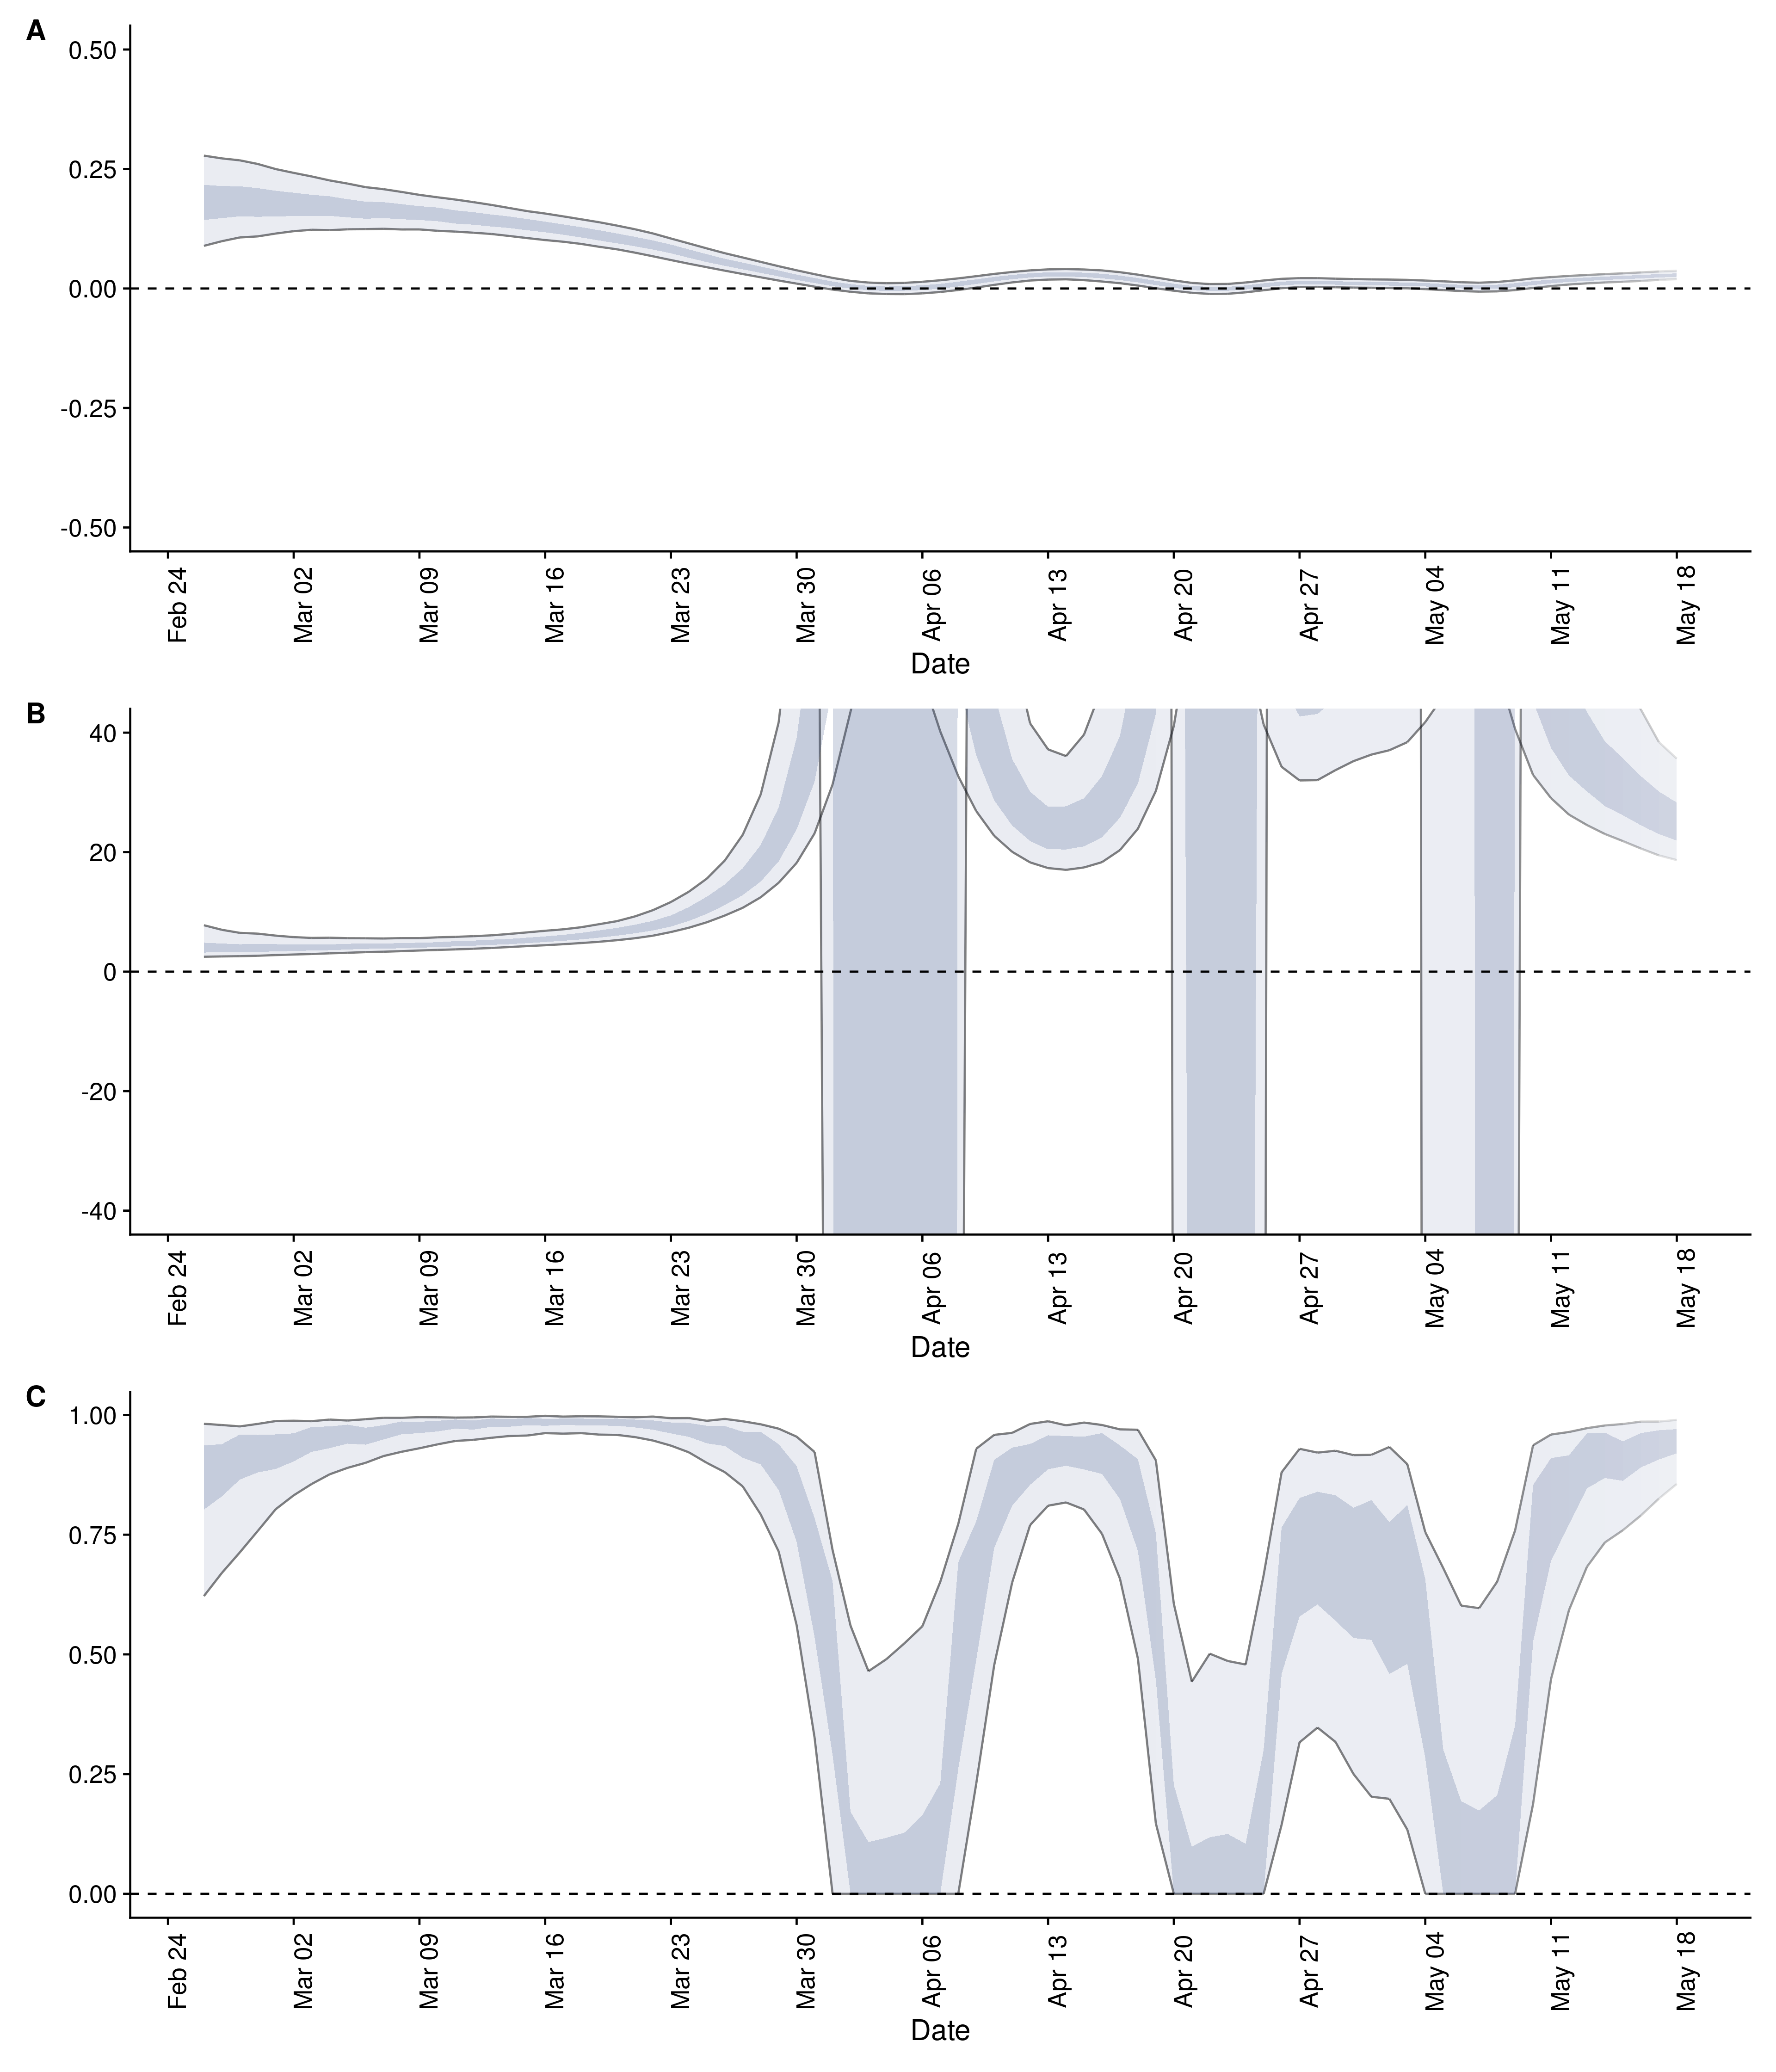 A
0.50
0.25
0.00
-0.25
-0.50
Feb 24
Mar 02
Mar 09
Mar 16
Mar 23
Mar 30
Apr 06
Apr 13
Apr 20
Apr 27
May 04
May 11
May 18
Date
B
40
20
0
-20
-40
Feb 24
Mar 02
Mar 09
Mar 16
Mar 23
Mar 30
Apr 06
Apr 13
Apr 20
Apr 27
May 04
May 11
May 18
Date
C
1.00
0.75
0.50
0.25
0.00
Feb 24
Mar 02
Mar 09
Mar 16
Mar 23
Mar 30
Apr 06
Apr 13
Apr 20
Apr 27
May 04
May 11
May 18
Date